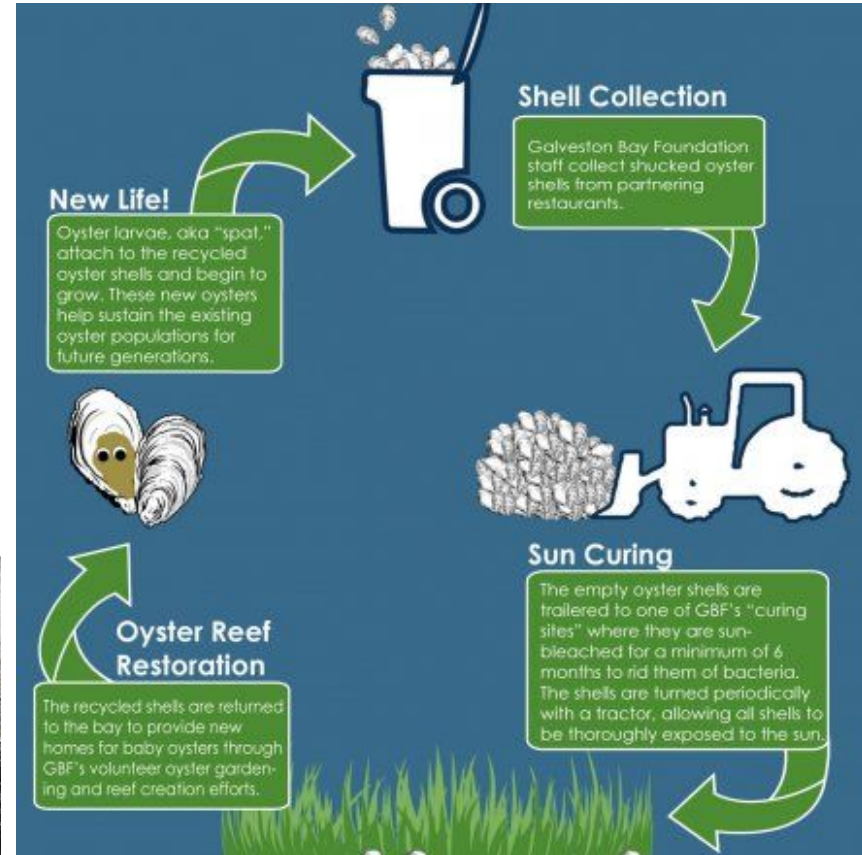 Shell Collection
Galveston Bay Foundation
staff collect shucked oyster
shells from partnering
restaurants.
Sun Curing
The empty oyster shells are
trailered to one of GBF's "curing
sites" where they are sun-
bleached for a minimum of 6
months to rid them of bacteria.
The shells are turned periodically
with a tractor, allowing all shells to
be thoroughly exposed to the sun.
Oyster Reef
Restoration
The recycled shells are returned
to the bay to provide new
homes for baby oysters through
GBF's volunteer oyster garden-
ing and reef creation efforts.
New Life!
Oyster larvae, aka "spat,"
attach to the recycled
oyster shells and begin to
grow. These new oysters
help sustain the existing
oyster populations for
future generations.